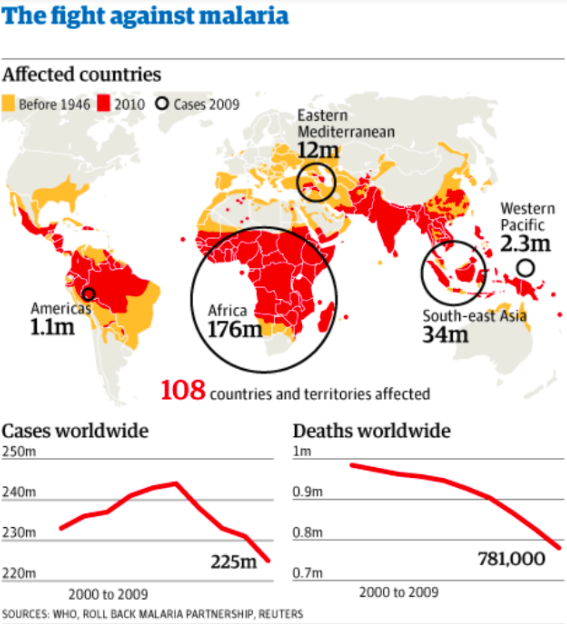 The fight against malaria
Affected countries
Before 1946 2010 Cases 2009
Eastern
Mediterranean
12m
Western
Pacific
2.3m
Americas
1.1m
Africa
176m
South-east Asia
34m
108 countries and territories affected
Cases worldwide
250m
240m
230m
220m
225m
2000 to 2009
Deaths worldwide
1m
0.9m
0.8m
0.7m
781,000
2000 to 2009
SOURCES: WHO, ROLL BACK MALARIA PARTNERSHIP, REUTERS